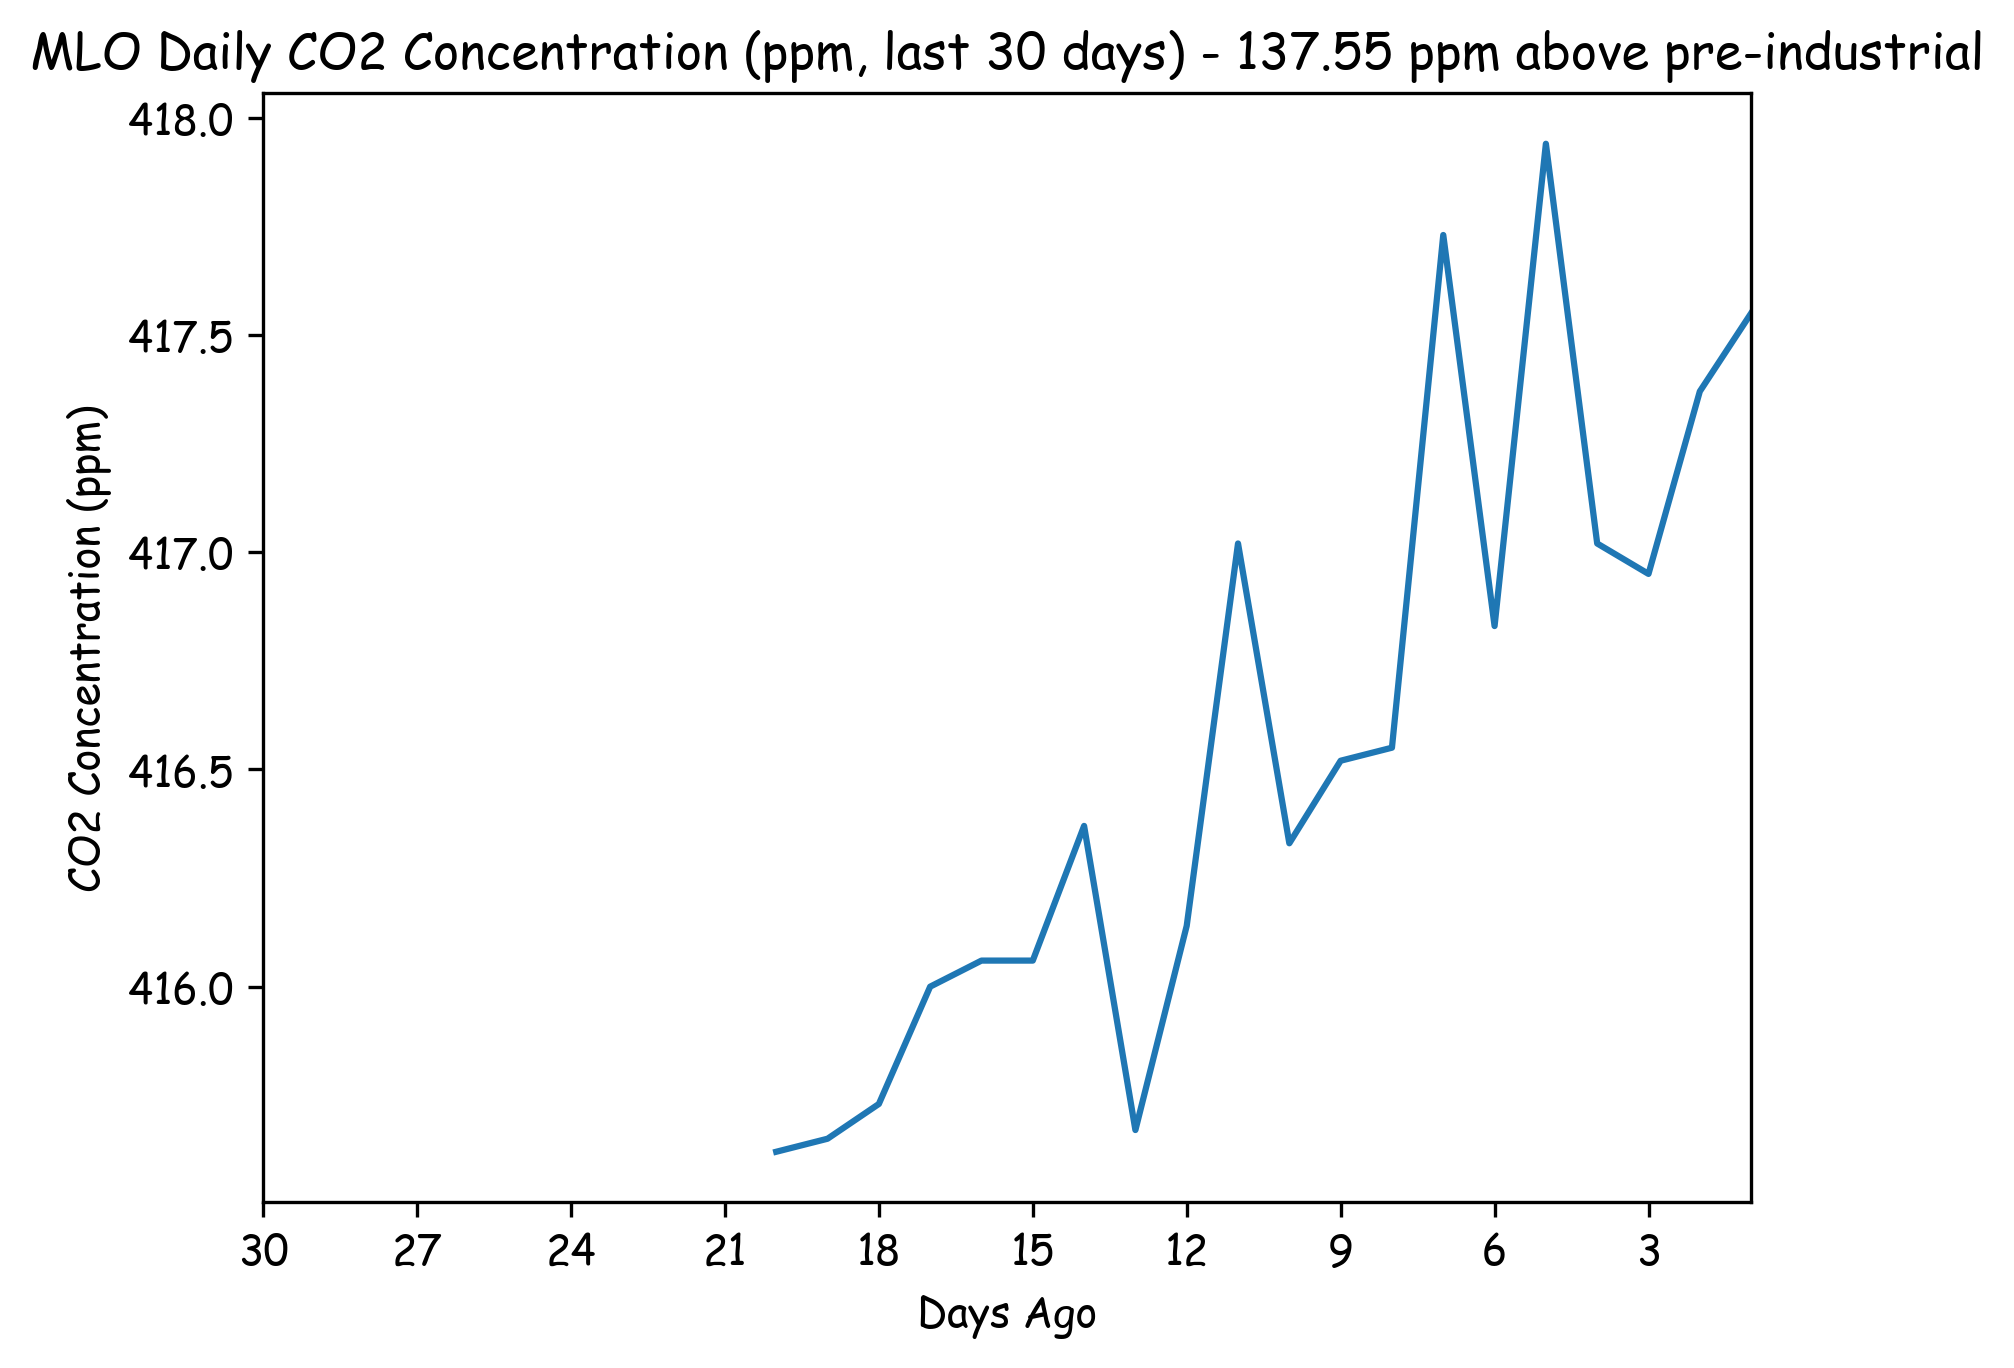 MLO Daily CO2 Concentration (ppm, last 30 days) - 137.55 ppm above pre-industrial
418.0
417.5
417.0
416.5
416.0
CO2 Concentration (ppm)
30 27 24 21 18 15 12 9 6 3
Days Ago